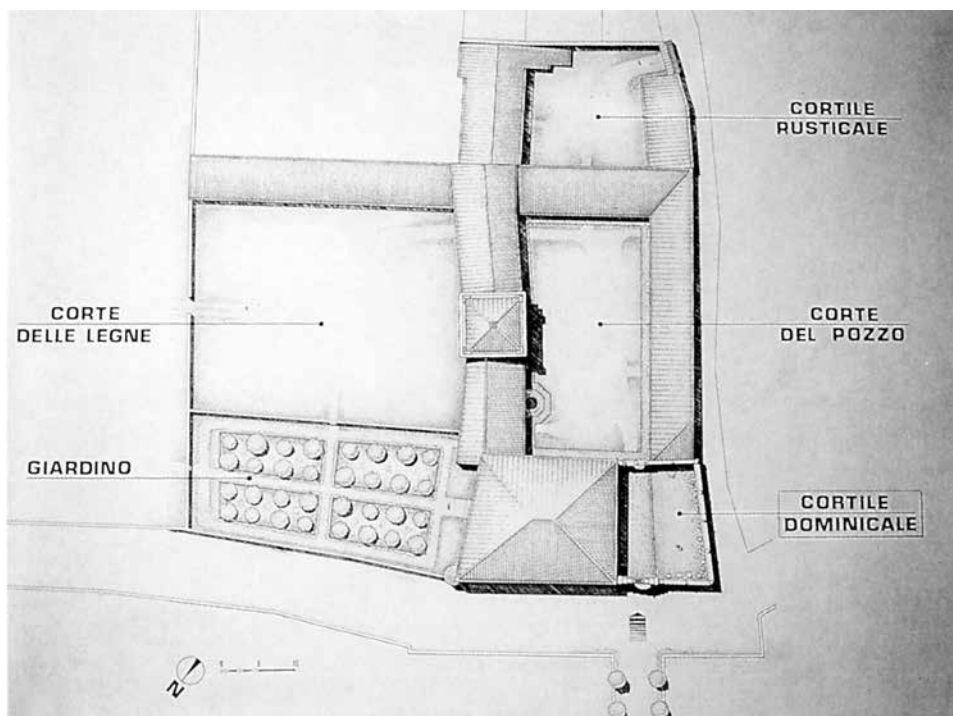 CORTILE
RUSTICALE
CORTE
DELLE LEGNE
CORTE
DEL POZZO
GIARDINO
CORTILE
DOMINICALE
N